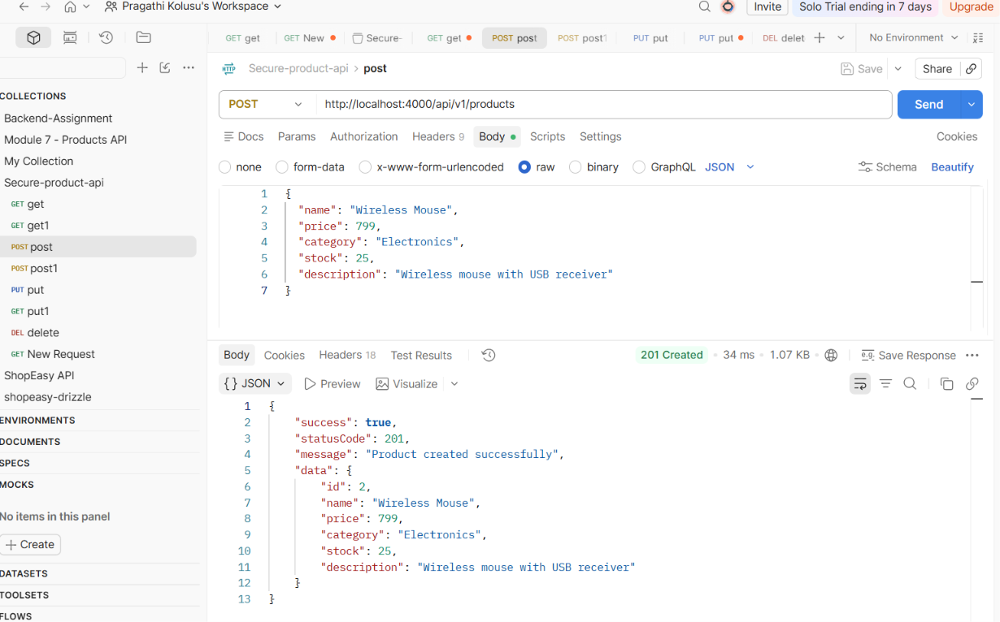 Pragathi Kolusu's Workspace
Invite
Solo Trial ending in 7 days
Upgrade
GET get
GET New
Secure-
GET get
POST post
POST post1
PUT put
PUT put
DEL delet
No Environment
HTTP
Secure-product-api › post
Save
Share
COLLECTIONS
Backend-Assignment
Module 7 - Products API
My Collection
Secure-product-api
GET get
GET get1
POST post
POST post1
PUT put
GET put1
DEL delete
GET New Request
ShopEasy API
shopeasy-drizzle
ENVIRONMENTS
DOCUMENTS
SPECS
MOCKS
No items in this panel
Create
DATASETS
TOOLSETS
FLOWS
POST
http://localhost:4000/api/v1/products
Send
Docs Params Authorization Headers 9 Body Scripts Settings
Cookies
none form-data x-www-form-urlencoded raw binary GraphQL JSON
Schema Beautify
1 {
2 "name": "Wireless Mouse",
3 "price": 799,
4 "category": "Electronics",
5 "stock": 25,
6 "description": "Wireless mouse with USB receiver"
7 }
Body Cookies Headers 18 Test Results
201 Created 34 ms 1.07 KB
e.g. Save Response
{} JSON Preview Visualize
1 {
2 "success": true,
3 "statusCode": 201,
4 "message": "Product created successfully",
5 "data": {
6 "id": 2,
7 "name": "Wireless Mouse",
8 "price": 799,
9 "category": "Electronics",
10 "stock": 25,
11 "description": "Wireless mouse with USB receiver"
12 }
13 }